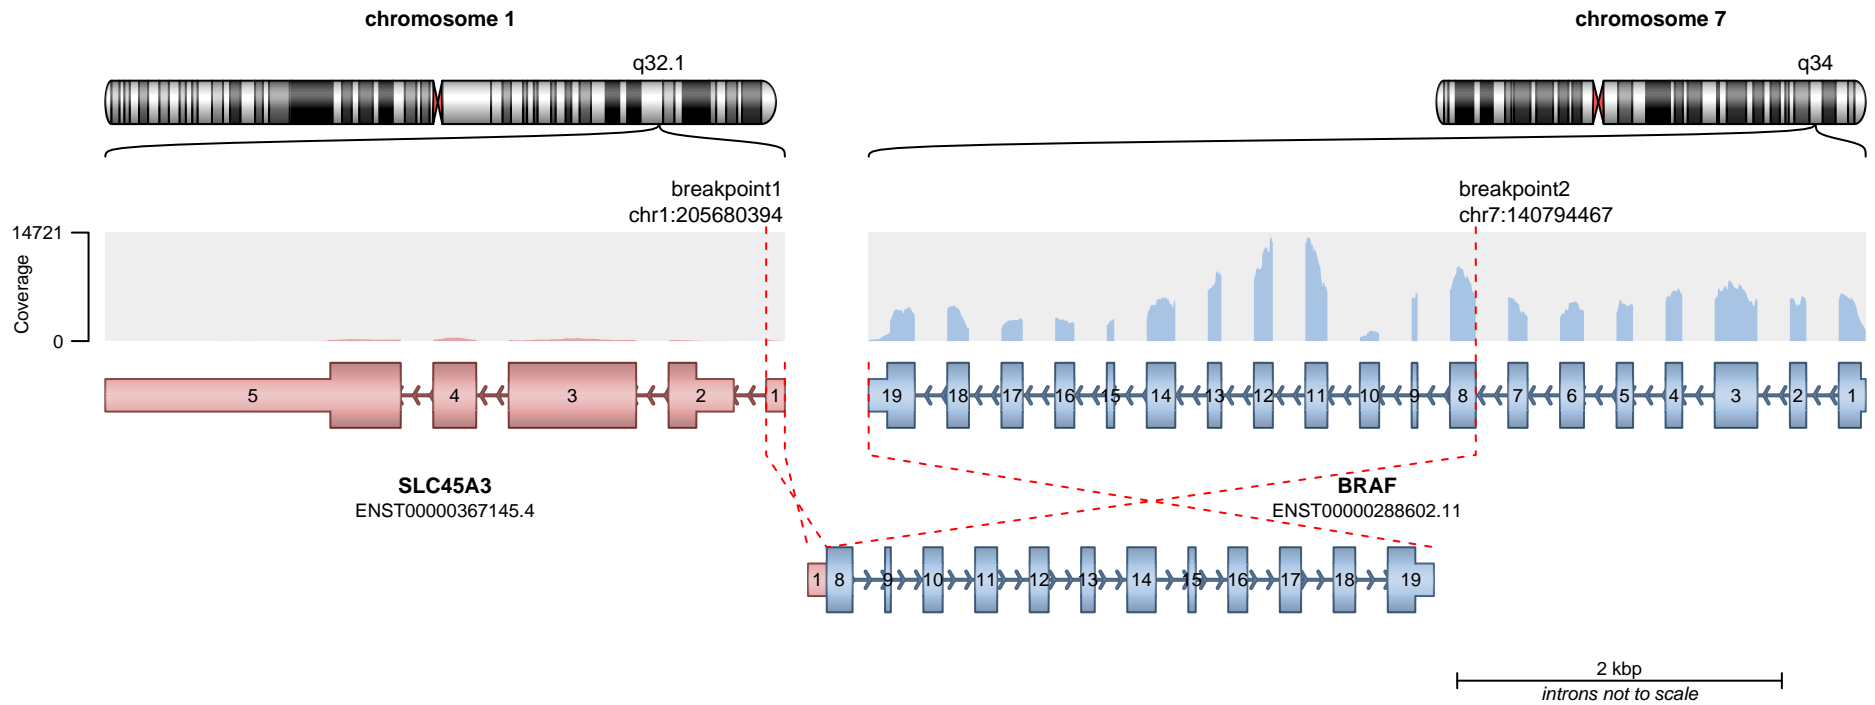 chromosome 1
chromosome 7
q32.1
q34
breakpoint1
chr1:205680394
breakpoint2
chr7:140794467
14721
0
Coverage
5 4 3 2 1
19 18 17 16 15 14 13 12 11 10 9 8 7 6 5 4 3 2 1
SLC45A3
ENST00000367145.4
BRAF
ENST00000288602.11
1 8 9 10 11 12 13 14 15 16 17 18 19
2 kbp
introns not to scale